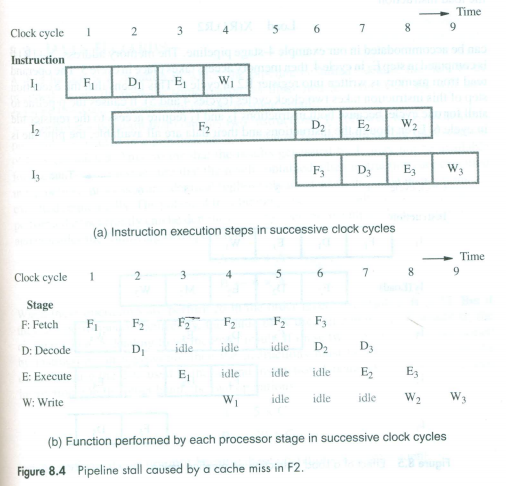 Time
Clock cycle 1 2 3 4 5 6 7 8 9
Instruction
I1 F1 D1 E1 W1
I2 F2 D2 E2 W2
I3 F3 D3 E3 W3
(a) Instruction execution steps in successive clock cycles
Time
Clock cycle 1 2 3 4 5 6 7 8 9
Stage
F: Fetch F1 F2 F2 F2 F2 F3
D: Decode D1 idle idle idle D2 D3
E: Execute E1 idle idle idle E2 E3
W: Write W1 idle idle idle W2 W3
(b) Function performed by each processor stage in successive clock cycles
Figure 8.4 Pipeline stall caused by a cache miss in F2.